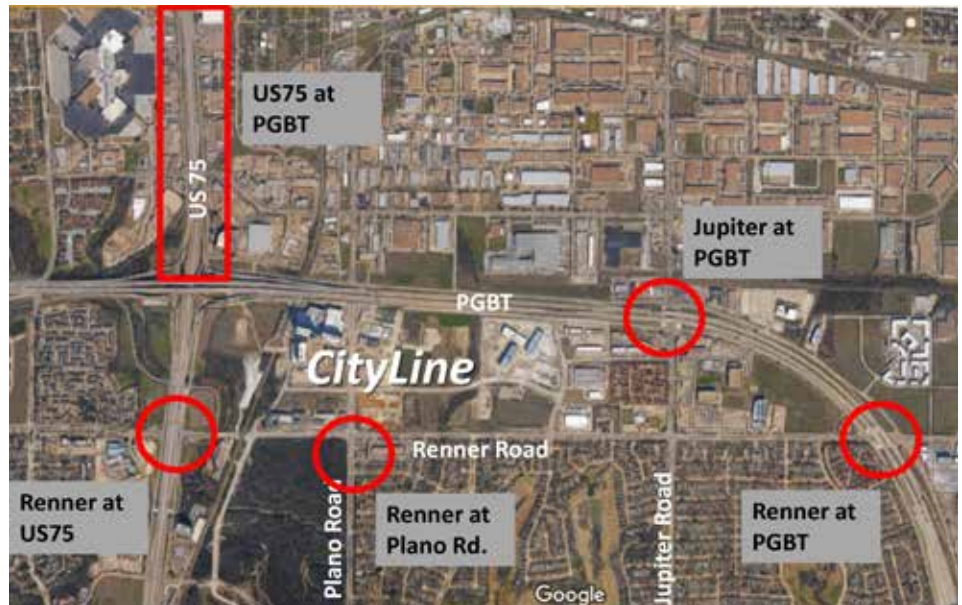 US75 at
PGBT
US 75
Jupiter at
PGBT
PGBT
CityLine
Renner Road
Renner at
US75
Plano Road
Renner at
Plano Rd.
Jupiter Road
Renner at
PGBT
Google